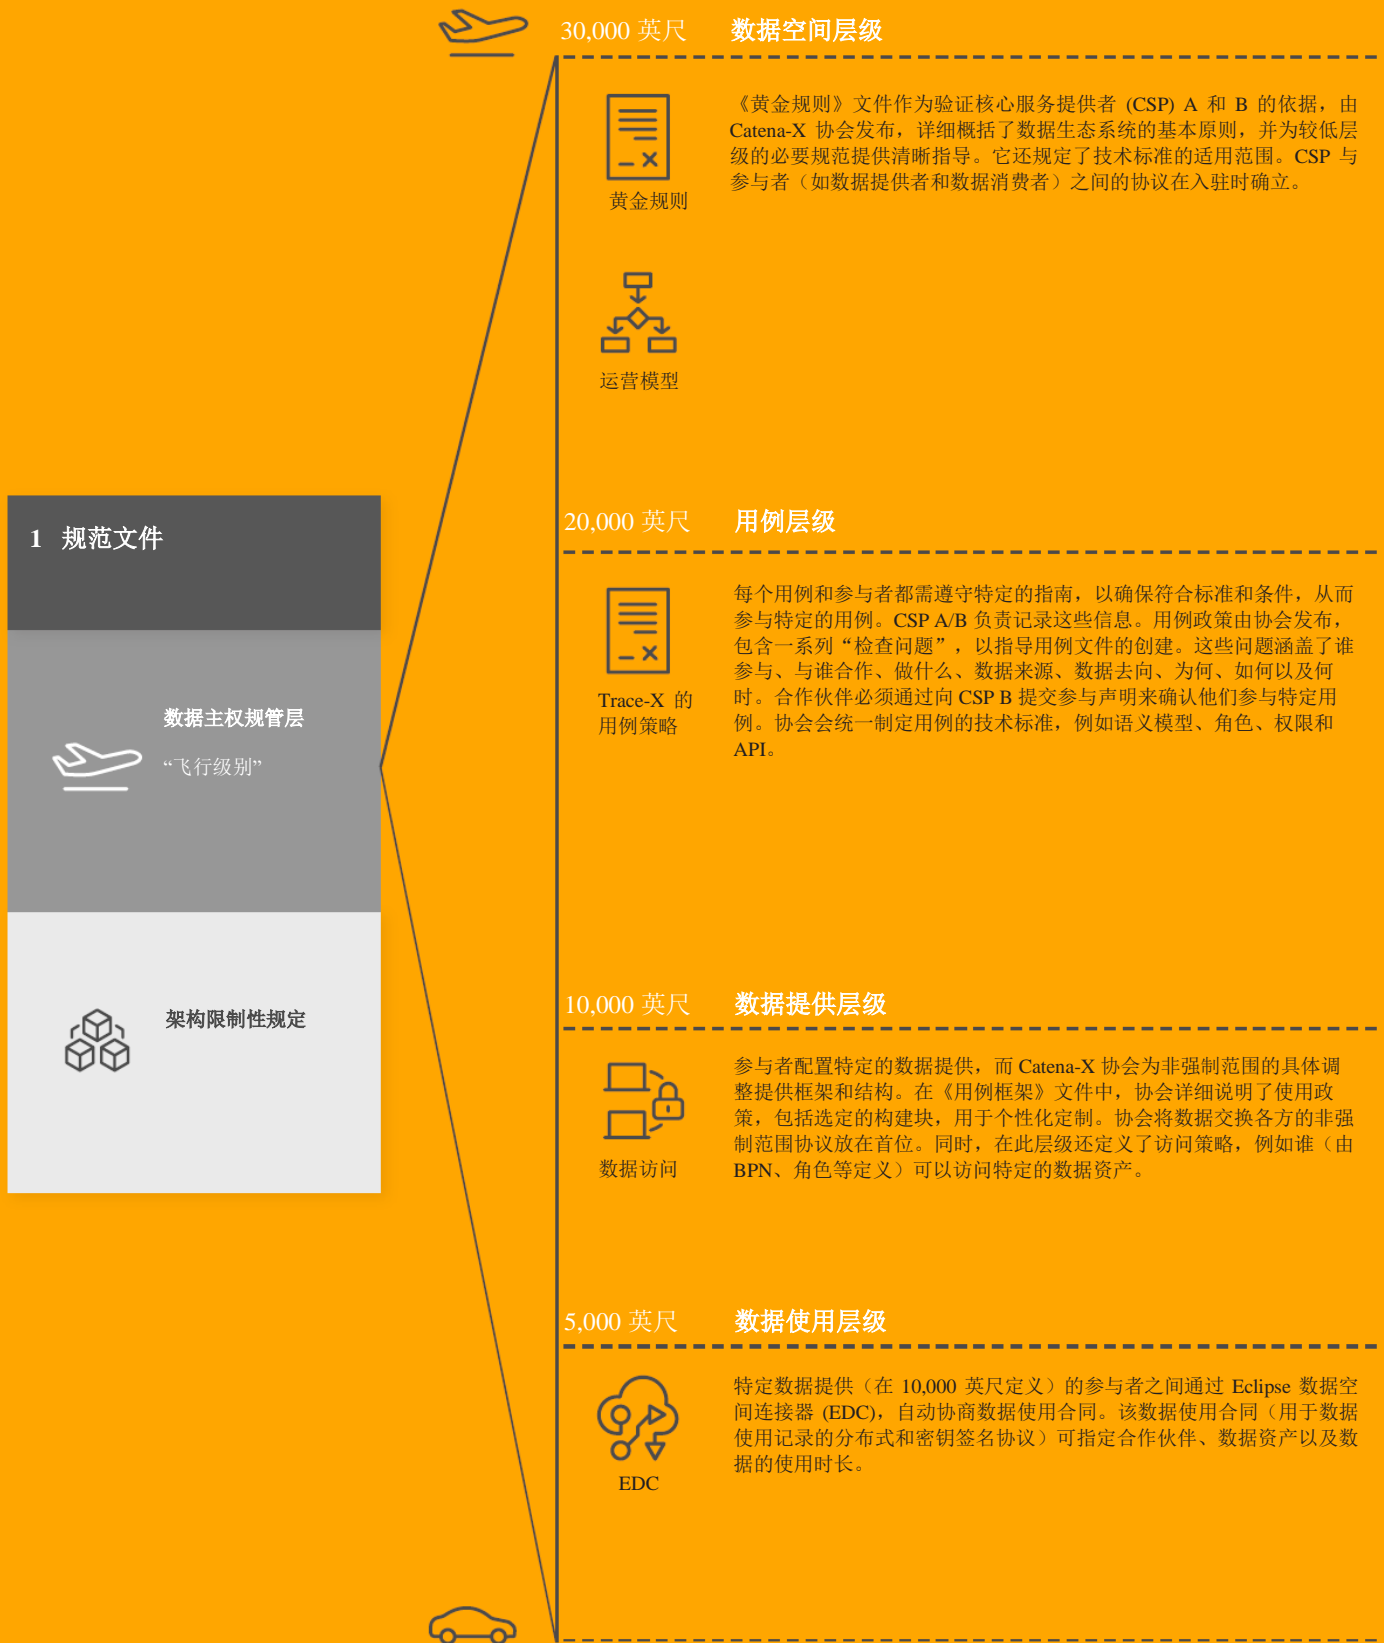 1 规范文件
数据主权规管层
“飞行级别”
架构限制性规定
30,000 英尺 数据空间层级
黄金规则
《黄金规则》文件作为验证核心服务提供者 (CSP) A 和 B 的依据，由
Catena-X 协会发布，详细概括了数据生态系统的基本原则，并为较低层
级的必要规范提供清晰指导。它还规定了技术标准的适用范围。CSP 与
参与者（如数据提供者和数据消费者）之间的协议在入驻时确立。
运营模型
20,000 英尺 用例层级
Trace-X 的
用例策略
每个用例和参与者都需遵守特定的指南，以确保符合标准和条件，从而
参与特定的用例。CSP A/B 负责记录这些信息。用例政策由协会发布，
包含一系列“检查问题”，以指导用例文件的创建。这些问题涵盖了谁
参与、与谁合作、做什么、数据来源、数据去向、为何、如何以及何
时。合作伙伴必须通过向 CSP B 提交参与声明来确认他们参与特定用
例。协会会统一制定用例的技术标准，例如语义模型、角色、权限和
API。
10,000 英尺 数据提供层级
数据访问
参与者配置特定的数据提供，而 Catena-X 协会为非强制范围的具体调
整提供框架和结构。在《用例框架》文件中，协会详细说明了使用政
策，包括选定的构建块，用于个性化定制。协会将数据交换各方的非强
制范围协议放在首位。同时，在此层级还定义了访问策略，例如谁（由
BPN、角色等定义）可以访问特定的数据资产。
5,000 英尺 数据使用层级
EDC
特定数据提供（在 10,000 英尺定义）的参与者之间通过 Eclipse 数据空
间连接器 (EDC)，自动协商数据使用合同。该数据使用合同（用于数据
使用记录的分布式和密钥签名协议）可指定合作伙伴、数据资产以及数
据的使用时长。